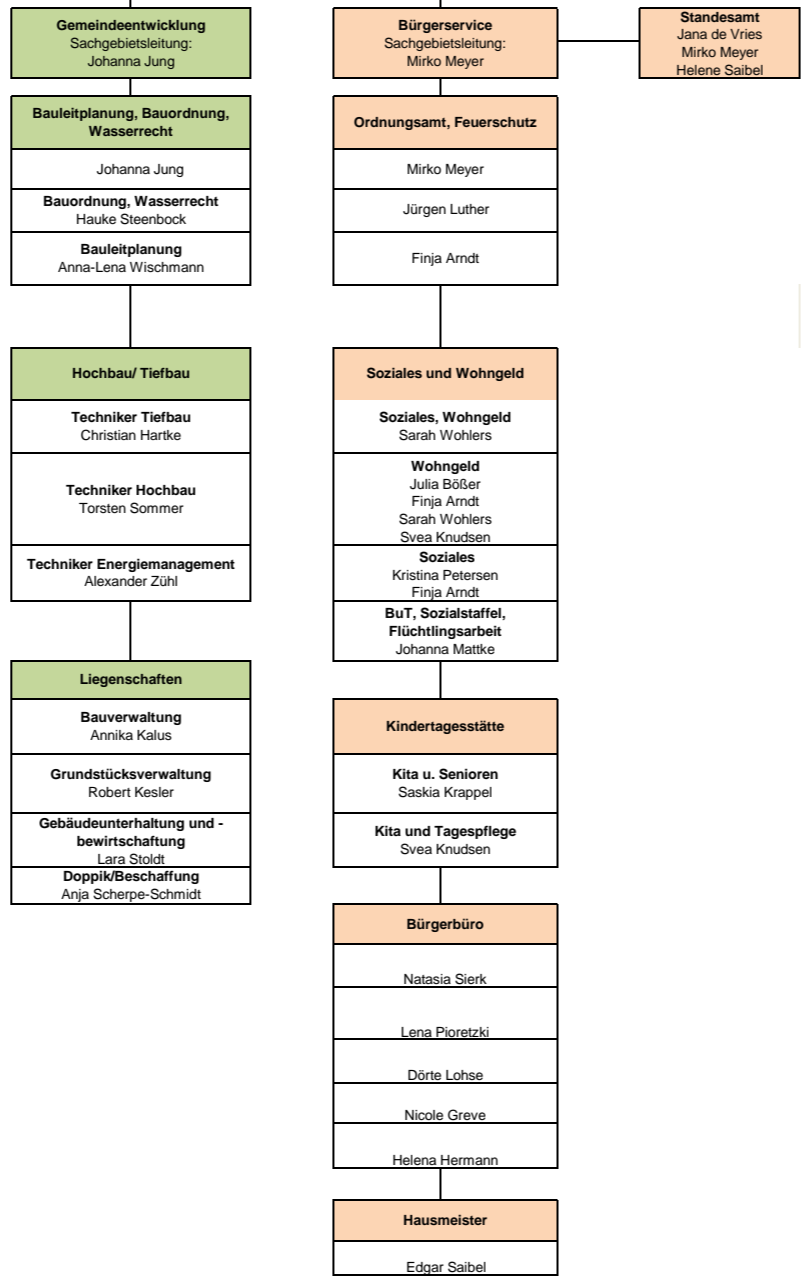 Gemeindeentwicklung
Sachgebietsleitung:
Johanna Jung
Bauleitplanung, Bauordnung,
Wasserrecht
Johanna Jung
Bauordnung, Wasserrecht
Hauke Steenbock
Bauleitplanung
Anna-Lena Wischmann
Hochbau/ Tiefbau
Techniker Tiefbau
Christian Hartke
Techniker Hochbau
Torsten Sommer
Techniker Energiemanagement
Alexander Zühl
Liegenschaften
Bauverwaltung
Annika Kalus
Grundstücksverwaltung
Robert Kesler
Gebäudeunterhaltung und -
bewirtschaftung
Lara Stoldt
Doppik/Beschaffung
Anja Scherpe-Schmidt
Bürgerservice
Sachgebietsleitung:
Mirko Meyer
Ordnungsamt, Feuerschutz
Mirko Meyer
Jürgen Luther
Finja Arndt
Soziales und Wohngeld
Soziales, Wohngeld
Sarah Wohlers
Wohngeld
Julia Bößer
Finja Arndt
Sarah Wohlers
Svea Knudsen
Soziales
Kristina Petersen
Finja Arndt
BuT, Sozialstaffel,
Flüchtlingsarbeit
Johanna Mattke
Kindertagesstätte
Kita u. Senioren
Saskia Krappel
Kita und Tagespflege
Svea Knudsen
Bürgerbüro
Natasia Sierk
Lena Pioretzki
Dörte Lohse
Nicole Greve
Helena Hermann
Hausmeister
Edgar Saibel
Standesamt
Jana de Vries
Mirko Meyer
Helene Saibel